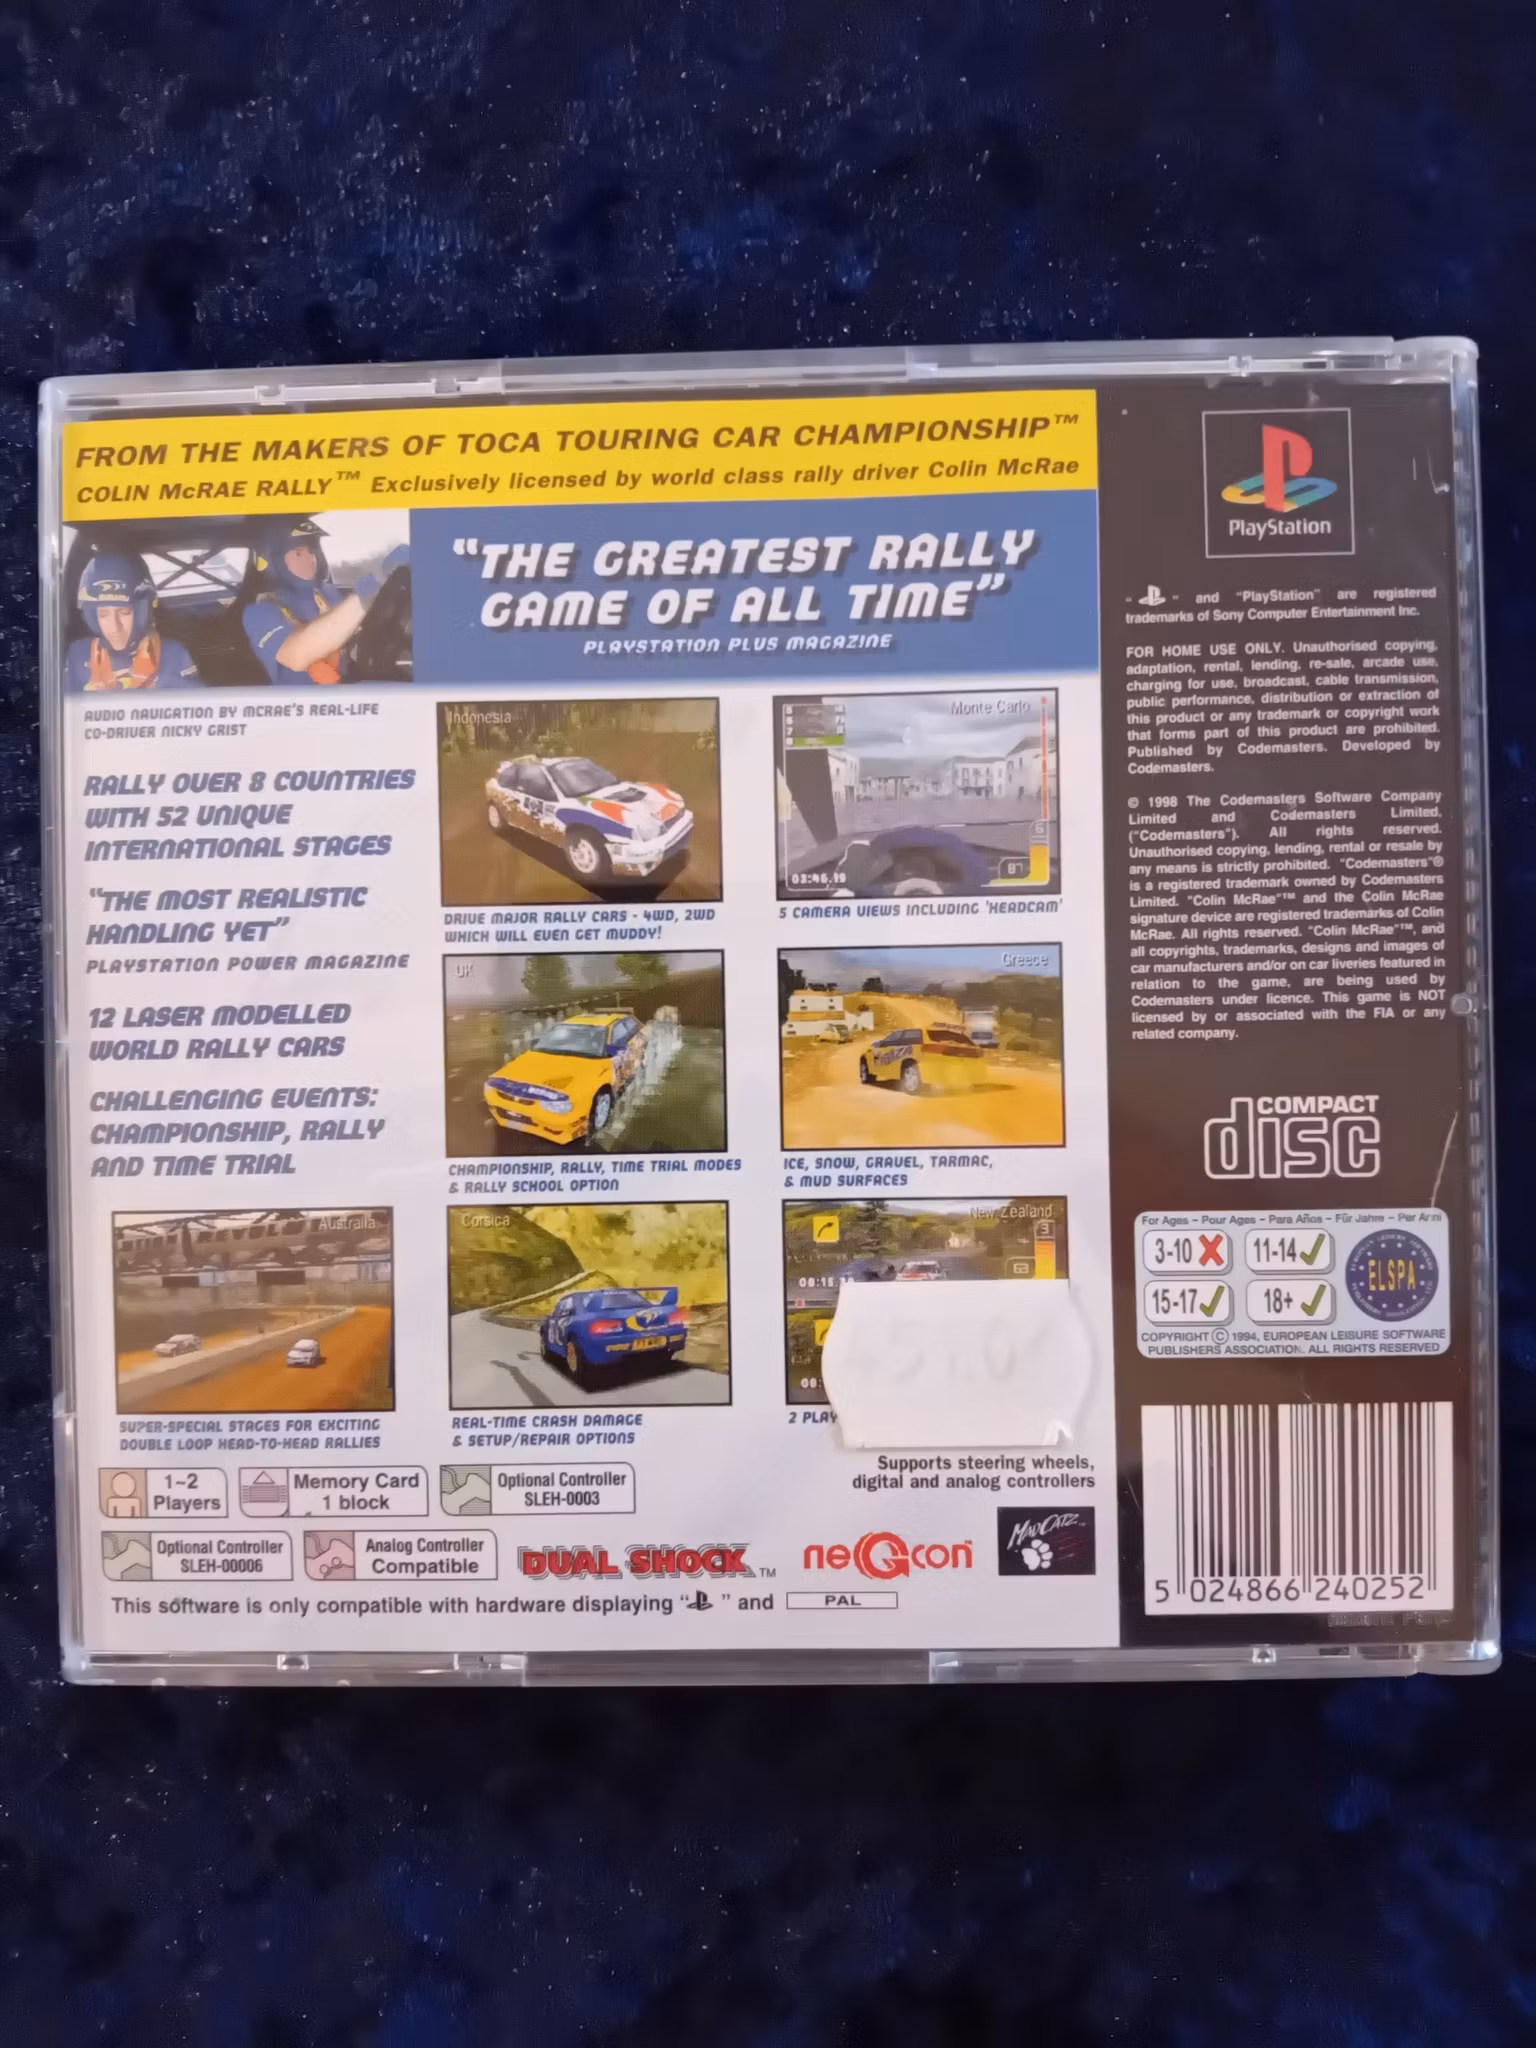 FROM THE MAKERS OF TOCA TOURING CAR CHAMPIONSHIP™
COLIN McRAE RALLY™ Exclusively licensed by world class rally driver Colin McRae
"THE GREATEST RALLY
GAME OF ALL TIME"
PLAYSTATION PLUS MAGAZINE
AUDIO NAVIGATION BY MCRAE'S REAL-LIFE
CO-DRIVER NICKY GRIST
RALLY OVER 8 COUNTRIES
WITH 52 UNIQUE
INTERNATIONAL STAGES
"THE MOST REALISTIC
HANDLING YET"
PLAYSTATION POWER MAGAZINE
12 LASER MODELLED
WORLD RALLY CARS
CHALLENGING EVENTS:
CHAMPIONSHIP, RALLY
AND TIME TRIAL
Indonesia
DRIVE MAJOR RALLY CARS - 4WD, 2WD
WHICH WILL EVEN GET MUDDY!
Monte Carlo
03:46.19
5 CAMERA VIEWS INCLUDING 'HEADCAM'
UK
CHAMPIONSHIP, RALLY, TIME TRIAL MODES
& RALLY SCHOOL OPTION
Greece
ICE, SNOW, GRAVEL, TARMAC,
& MUD SURFACES
Australia
SUPER-SPECIAL STAGES FOR EXCITING
DOUBLE LOOP HEAD-TO-HEAD RALLIES
Corsica
REAL-TIME CRASH DAMAGE
& SETUP/REPAIR OPTIONS
New Zealand
2 PLAY
Supports steering wheels,
digital and analog controllers
1~2
Players
Memory Card
1 block
Optional Controller
SLEH-0003
Optional Controller
SLEH-00006
Analog Controller
Compatible
DUAL SHOCK™
neGcon
MAD CATZ
This software is only compatible with hardware displaying " " and PAL
PlayStation
" " and "PlayStation" are registered
trademarks of Sony Computer Entertainment Inc.
FOR HOME USE ONLY. Unauthorised copying,
adaptation, rental, lending, re-sale, arcade use,
charging for use, broadcast, cable transmission,
public performance, distribution or extraction of
this product or any trademark or copyright work
that forms part of this product are prohibited.
Published by Codemasters. Developed by
Codemasters.
© 1998 The Codemasters Software Company
Limited and Codemasters Limited,
("Codemasters"). All rights reserved.
Unauthorised copying, lending, rental or resale by
any means is strictly prohibited. "Codemasters"®
is a registered trademark owned by Codemasters
Limited. "Colin McRae"™ and the Colin McRae
signature device are registered trademarks of Colin
McRae. All rights reserved. "Colin McRae"™, and
all copyrights, trademarks, designs and images of
car manufacturers and/or on car liveries featured in
relation to the game, are being used by
Codemasters under licence. This game is NOT
licensed by or associated with the FIA or any
related company.
COMPACT
disc
For Ages – Pour Ages – Para Años – Für Jahre – Per Anni
3-10 11-14
15-17 18+
ELSPA
COPYRIGHT © 1994, EUROPEAN LEISURE SOFTWARE
PUBLISHERS ASSOCIATION. ALL RIGHTS RESERVED
5 024866 240252